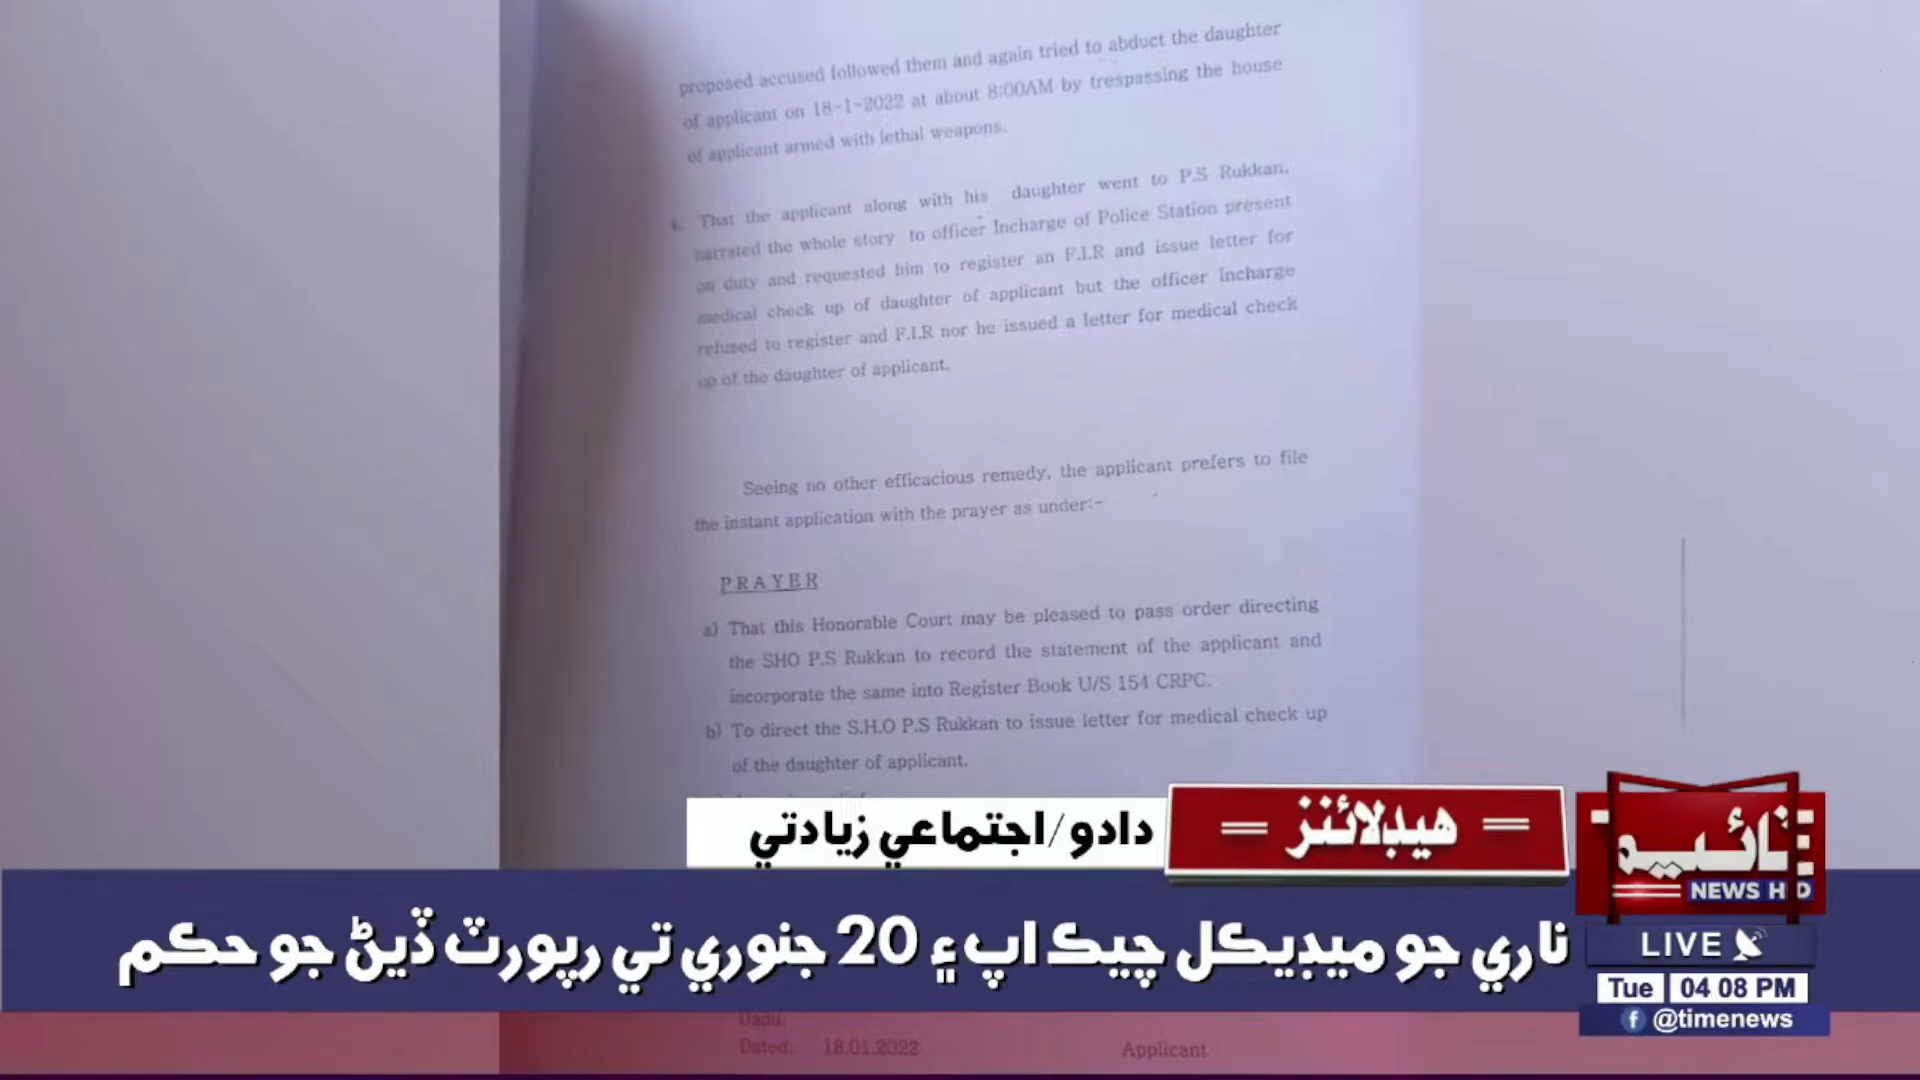 proposed accused followed them and again tried to abduct the daughter
of applicant on 18-1-2022 at about 8:00AM by trespassing the house
of applicant armed with lethal weapons.
That the applicant along with his daughter went to P.S Rukkan.
narrated the whole story to officer Incharge of Police Station present
on duty and requested him to register an F.I.R and issue letter for
medical check up of daughter of applicant but the officer Incharge
refused to register and F.I.R nor he issued a letter for medical check
up of the daughter of applicant.
Seeing no other efficacious remedy, the applicant prefers to file
the instant application with the prayer as under:-
PRAYER
a) That this Honorable Court may be pleased to pass order directing
the SHO P.S Rukkan to record the statement of the applicant and
incorporate the same into Register Book U/S 154 CRPC.
b) To direct the S.H.O P.S Rukkan to issue letter for medical check up
of the daughter of applicant.
هيڊلائنز
دادو/اجتماعي زيادتي
ناري جو ميڊيڪل چيڪ اپ ۽ 20 جنوري تي رپورٽ ڏيڻ جو حڪم
ٽائيم
NEWS HD
LIVE
Tue 04 08 PM
@timenews
Dadu.
Dated. 18.01.2022 Applicant